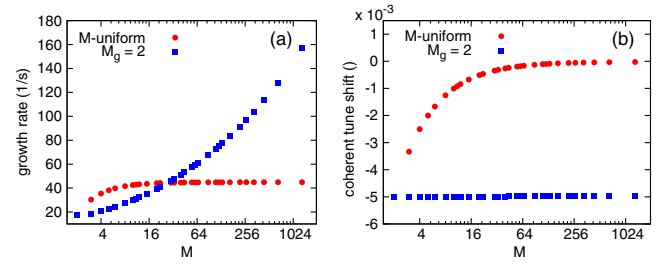 180
160
140
120
100
80
60
40
20
growth rate (1/s)
M-uniform
M_g = 2
(a)
4 16 64 256 1024
M
×10⁻³
1
0
-1
-2
-3
-4
-5
-6
coherent tune shift ()
M-uniform
M_g = 2
(b)
4 16 64 256 1024
M